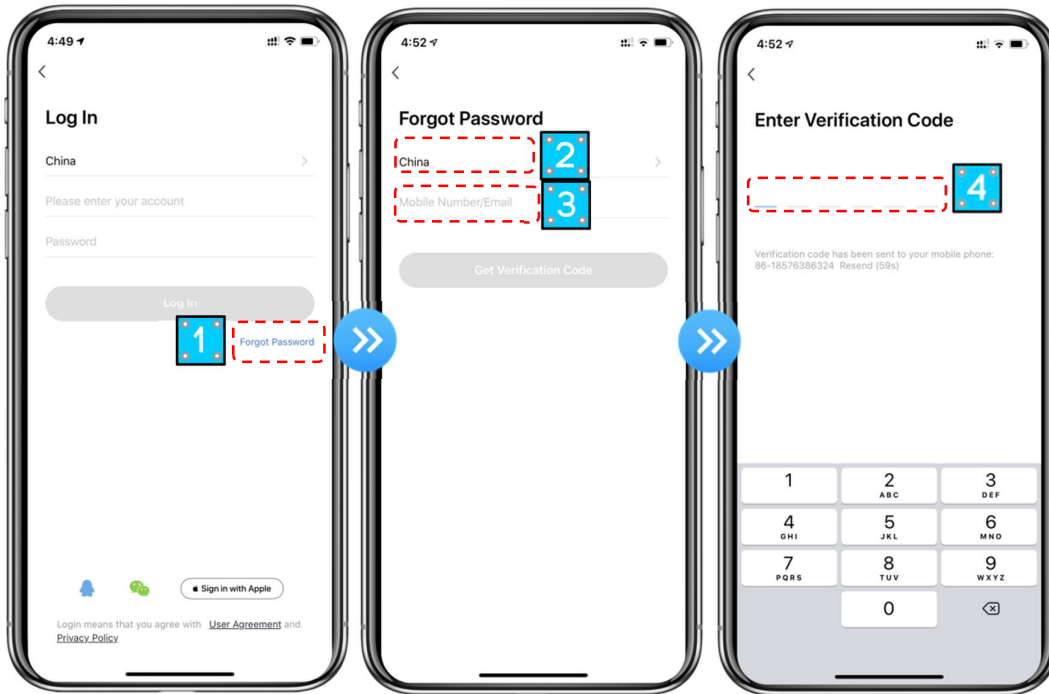 4:49
Log In
China
Please enter your account
Password
Log In
1
Forgot Password
Sign in with Apple
Login means that you agree with User Agreement and
Privacy Policy
4:52
Forgot Password
China
2
Mobile Number/Email
3
Get Verification Code
4:52
Enter Verification Code
4
Verification code has been sent to your mobile phone:
86-18576386324 Resend (59s)
1 2 3
ABC DEF
4 5 6
GHI JKL MNO
7 8 9
PQRS TUV WXYZ
0